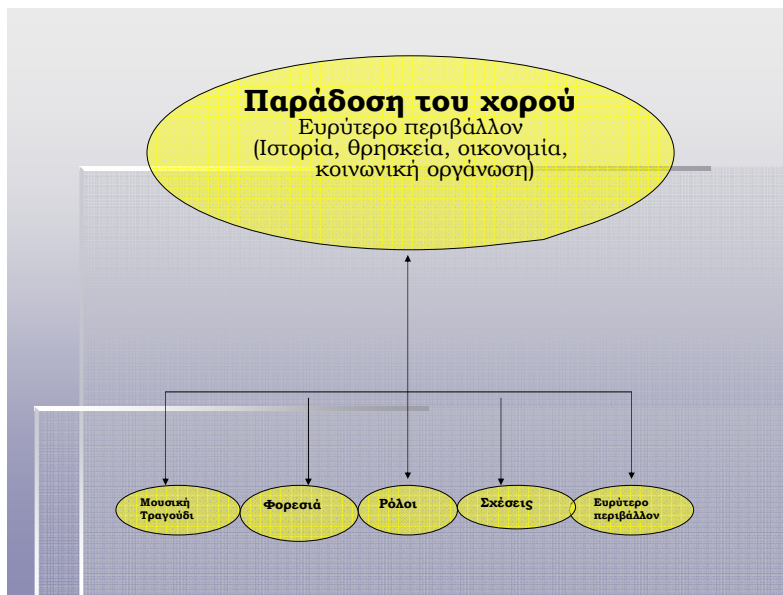 Παράδοση του χορού
Ευρύτερο περιβάλλον
(Ιστορία, θρησκεία, οικονομία,
κοινωνική οργάνωση)
Μουσική
Τραγούδι
Φορεσιά
Ρόλοι
Σχέσεις
Ευρύτερο
περιβάλλον